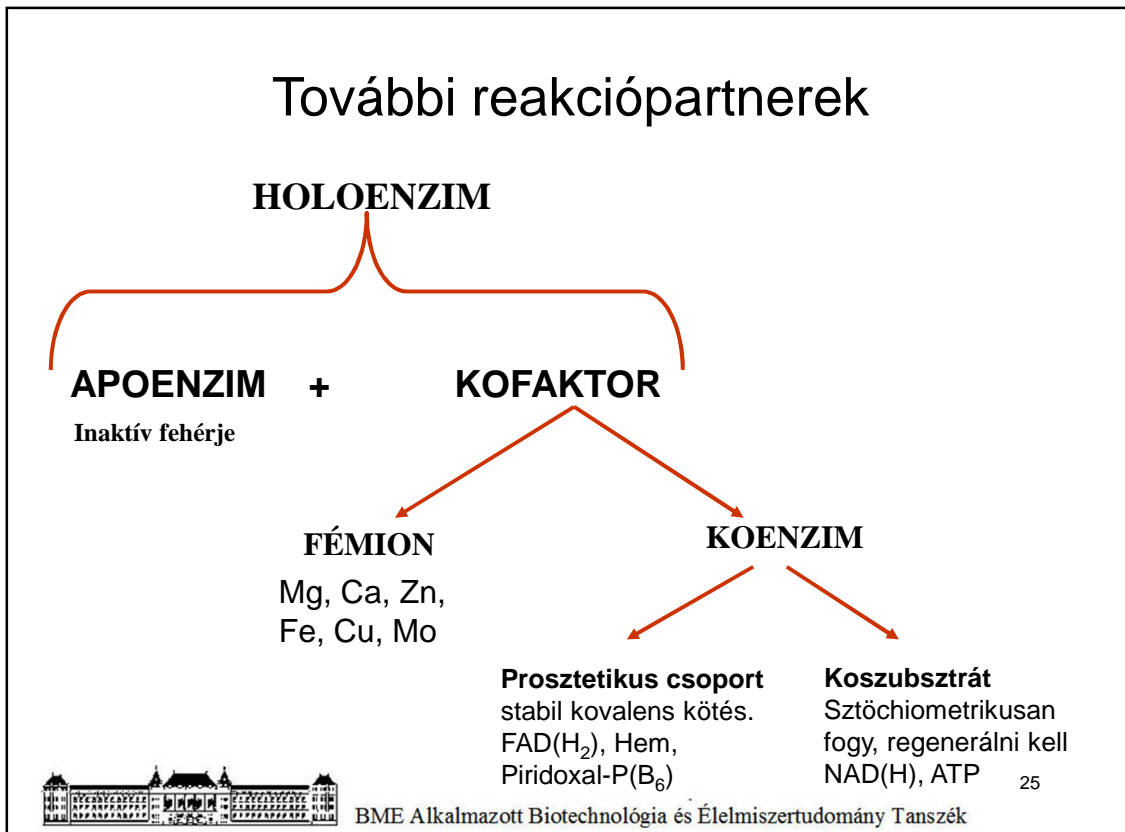 További reakciópartnerek
HOLOENZIM
APOENZIM + KOFAKTOR
Inaktív fehérje
FÉMION
Mg, Ca, Zn,
Fe, Cu, Mo
KOENZIM
Prosztetikus csoport
stabil kovalens kötés.
FAD(H₂), Hem,
Piridoxal-P(B₆)
Koszubsztrát
Sztöchiometrikusan
fogy, regenerálni kell
NAD(H), ATP
25
BME Alkalmazott Biotechnológia és Élelmiszertudomány Tanszék